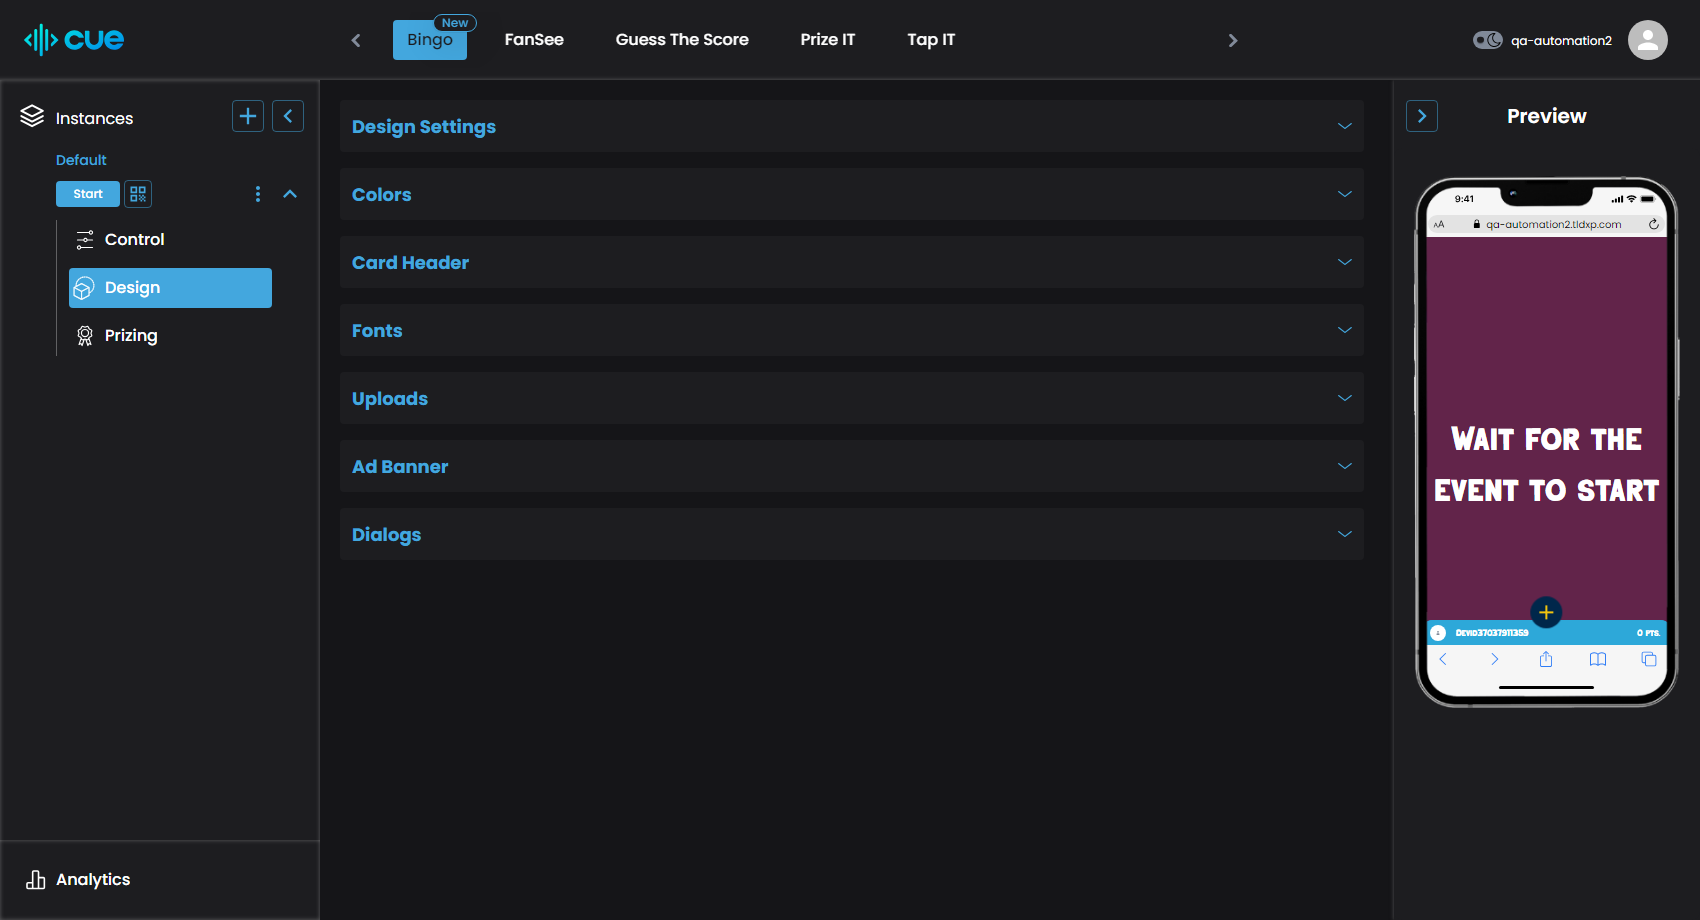 cue
Bingo
New
FanSee
Guess The Score
Prize IT
Tap IT
qa-automation2
Instances
Default
Start
Control
Design
Prizing
Analytics
Design Settings
Colors
Card Header
Fonts
Uploads
Ad Banner
Dialogs
Preview
9:41
AA
qa-automation2.tldxp.com
WAIT FOR THE
EVENT TO START
DEVID37037911359
0 PTS.